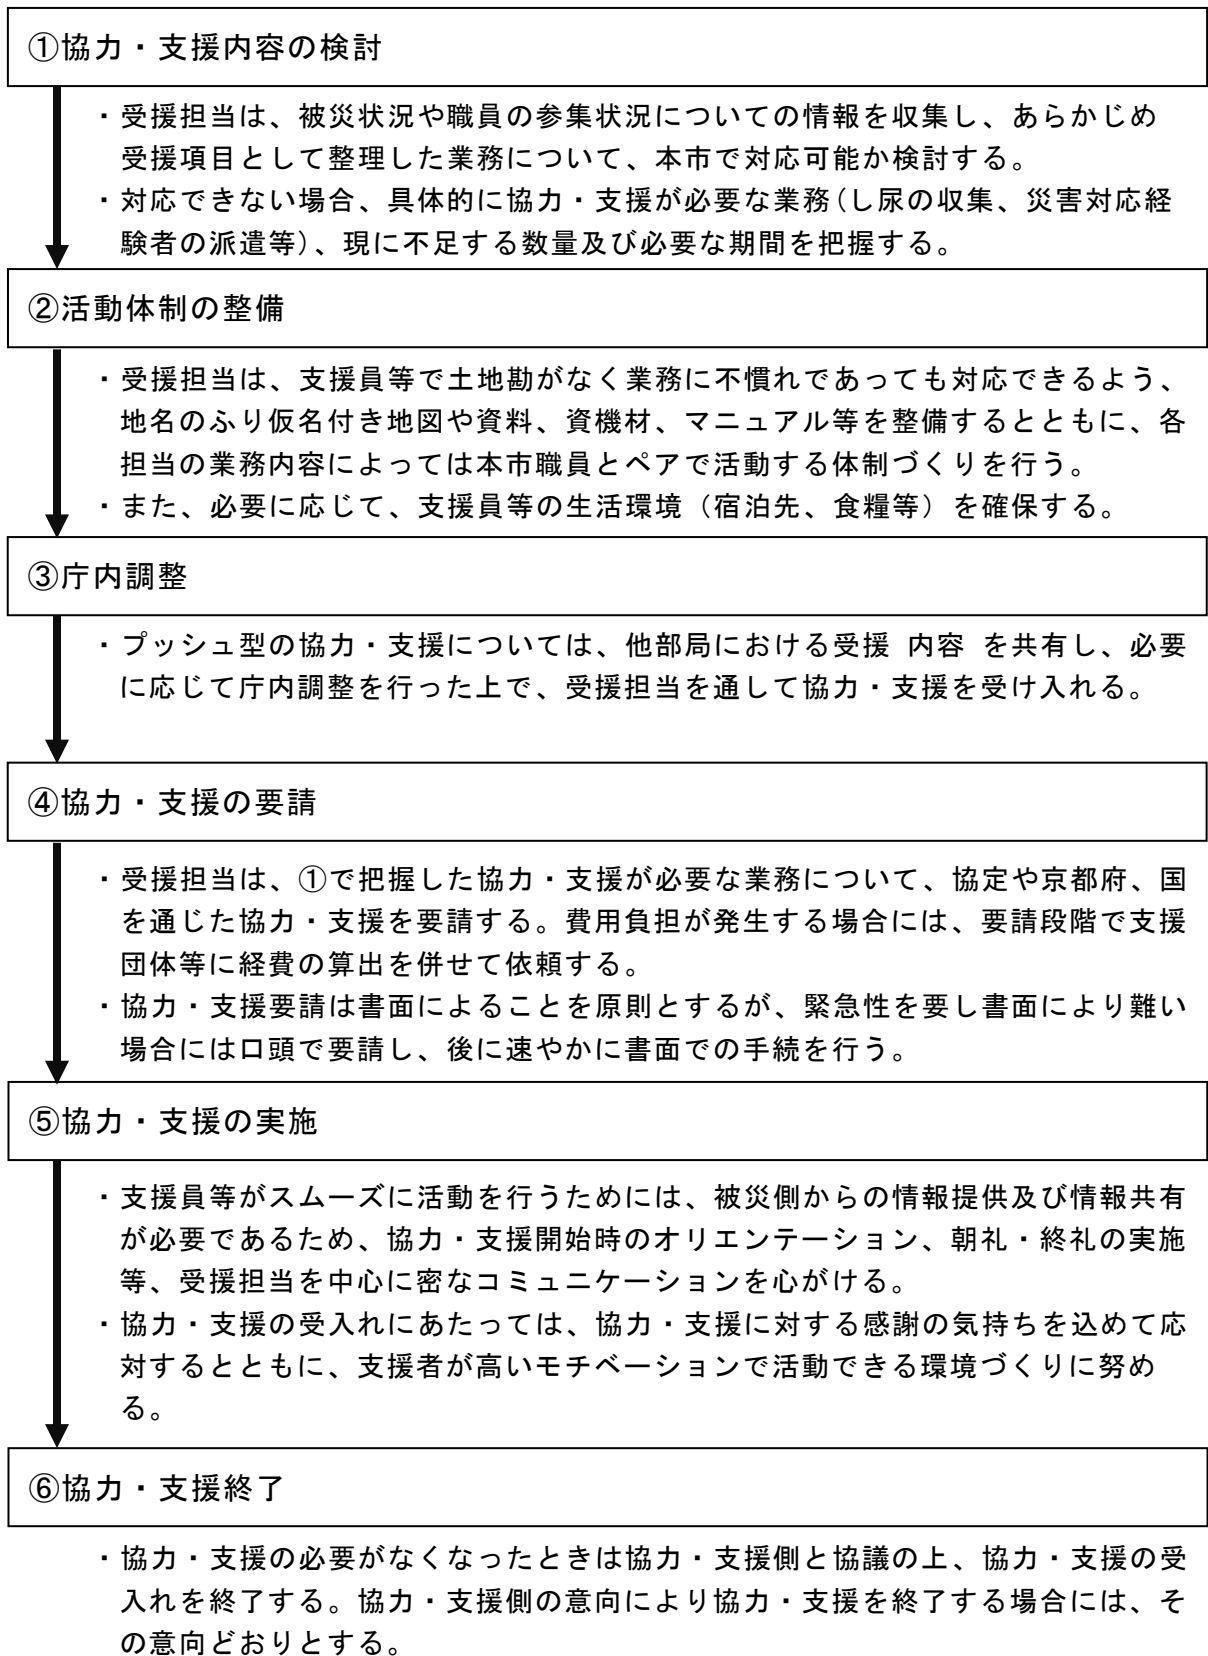 ①協力・支援内容の検討
・受援担当は、被災状況や職員の参集状況についての情報を収集し、あらかじめ
受援項目として整理した業務について、本市で対応可能か検討する。
・対応できない場合、具体的に協力・支援が必要な業務(し尿の収集、災害対応経
験者の派遣等)、現に不足する数量及び必要な期間を把握する。
②活動体制の整備
・受援担当は、支援員等で土地勘がなく業務に不慣れであっても対応できるよう、
地名のふり仮名付き地図や資料、資機材、マニュアル等を整備するとともに、各
担当の業務内容によっては本市職員とペアで活動する体制づくりを行う。
・また、必要に応じて、支援員等の生活環境（宿泊先、食糧等）を確保する。
③庁内調整
・プッシュ型の協力・支援については、他部局における受援 内容 を共有し、必要
に応じて庁内調整を行った上で、受援担当を通して協力・支援を受け入れる。
④協力・支援の要請
・受援担当は、①で把握した協力・支援が必要な業務について、協定や京都府、国
を通じた協力・支援を要請する。費用負担が発生する場合には、要請段階で支援
団体等に経費の算出を併せて依頼する。
・協力・支援要請は書面によることを原則とするが、緊急性を要し書面により難い
場合には口頭で要請し、後に速やかに書面での手続を行う。
⑤協力・支援の実施
・支援員等がスムーズに活動を行うためには、被災側からの情報提供及び情報共有
が必要であるため、協力・支援開始時のオリエンテーション、朝礼・終礼の実施
等、受援担当を中心に密なコミュニケーションを心がける。
・協力・支援の受入れにあたっては、協力・支援に対する感謝の気持ちを込めて応
対するとともに、支援者が高いモチベーションで活動できる環境づくりに努め
る。
⑥協力・支援終了
・協力・支援の必要がなくなったときは協力・支援側と協議の上、協力・支援の受
入れを終了する。協力・支援側の意向により協力・支援を終了する場合には、そ
の意向どおりとする。